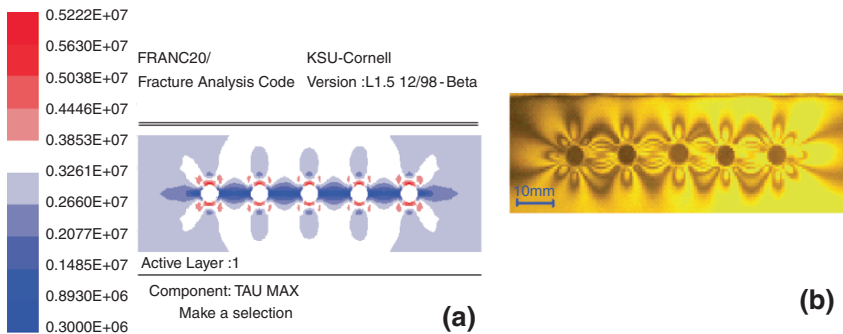 0.5222E+07
0.5630E+07
0.5038E+07
0.4446E+07
0.3853E+07
0.3261E+07
0.2660E+07
0.2077E+07
0.1485E+07
0.8930E+06
0.3000E+06
FRANC20/ KSU-Cornell
Fracture Analysis Code Version :L1.5 12/98-Beta
Active Layer :1
Component: TAU MAX
Make a selection
(a)
10mm
(b)